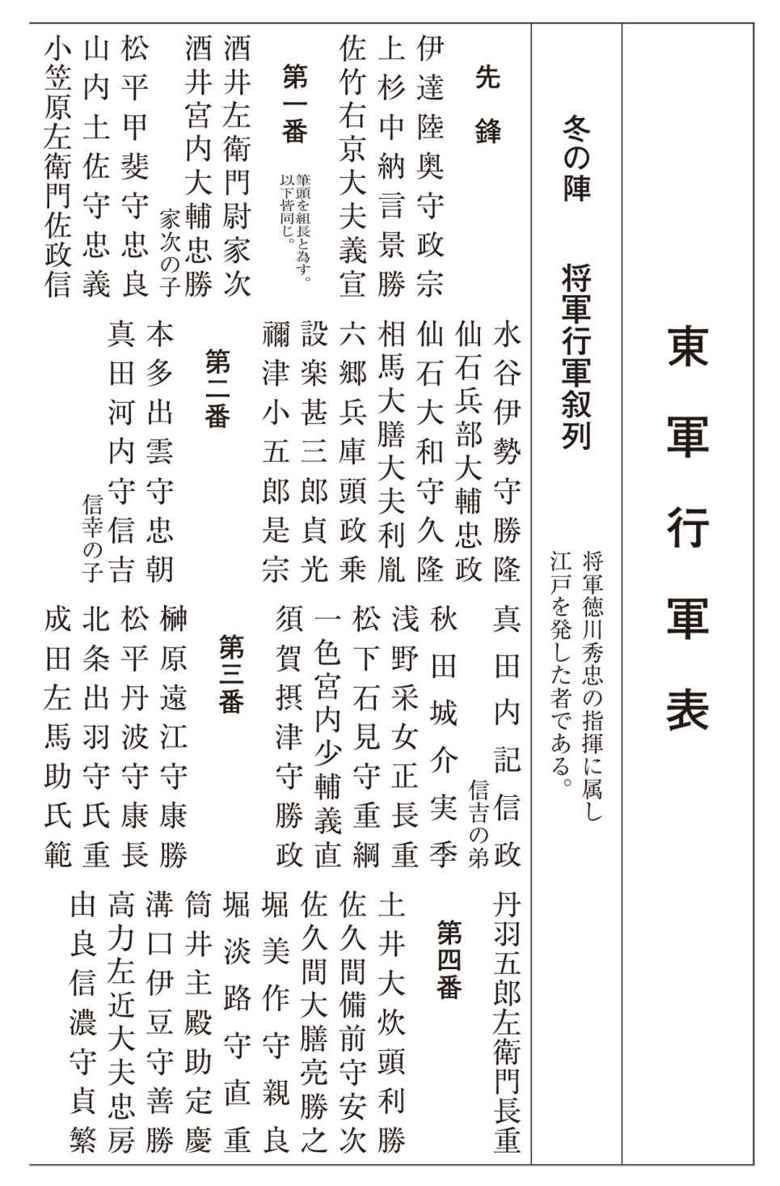 東軍行軍表
冬の陣　将軍行軍叙列
将軍徳川秀忠の指揮に属し
江戸を発した者である。
先鋒
伊達陸奥守政宗
上杉中納言景勝
佐竹右京大夫義宣
第一番
筆頭を組長と為す。
以下皆同じ。
酒井左衛門尉家次
酒井宮内大輔忠勝
家次の子
松平甲斐守忠良
山内土佐守忠義
小笠原左衛門佐政信
水谷伊勢守勝隆
仙石兵部大輔忠政
仙石大和守久隆
相馬大膳大夫利胤
六郷兵庫頭政乗
設楽甚三郎貞光
禰津小五郎是宗
第二番
本多出雲守忠朝
真田河内守信吉
信幸の子
真田内記信政
信吉の弟
秋田城介実季
浅野采女正長重
松下石見守重綱
一色宮内少輔義直
須賀摂津守勝政
第三番
榊原遠江守康勝
松平丹波守康長
北条出羽守氏重
成田左馬助氏範
丹羽五郎左衛門長重
第四番
土井大炊頭利勝
佐久間備前守安次
佐久間大膳亮勝之
堀美作守親良
堀淡路守直重
筒井主殿助定慶
溝口伊豆守善勝
高力左近大夫忠房
由良信濃守貞繁